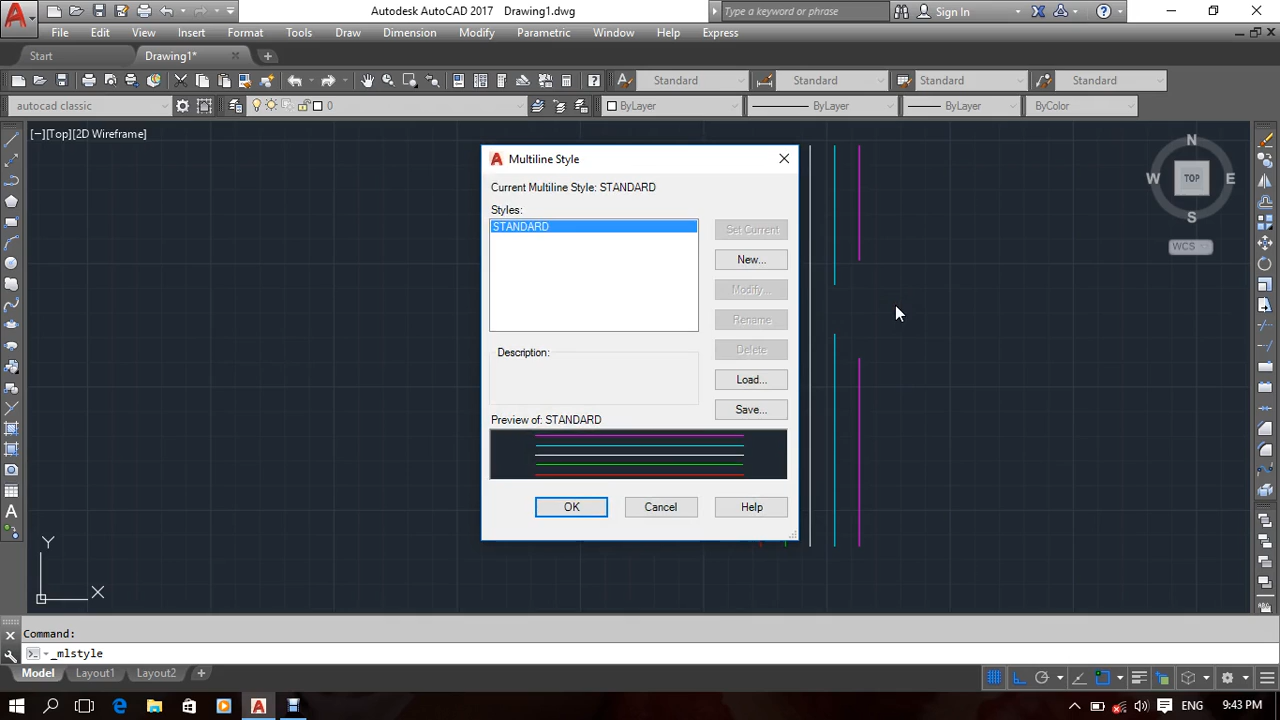 Autodesk AutoCAD 2017 Drawing1.dwg
Type a keyword or phrase
Sign In
File Edit View Insert Format Tools Draw Dimension Modify Parametric Window Help Express
Start
Drawing1*
Standard Standard Standard Standard
autocad classic
0
ByLayer ByLayer ByLayer ByColor
[−][Top][2D Wireframe]
N
W TOP E
S
WCS
Multiline Style
Current Multiline Style: STANDARD
Styles:
STANDARD
Set Current
New...
Modify...
Rename
Delete
Load...
Save...
Description:
Preview of: STANDARD
OK Cancel Help
Y
X
Command:
_mlstyle
Model Layout1 Layout2
ENG 9:43 PM